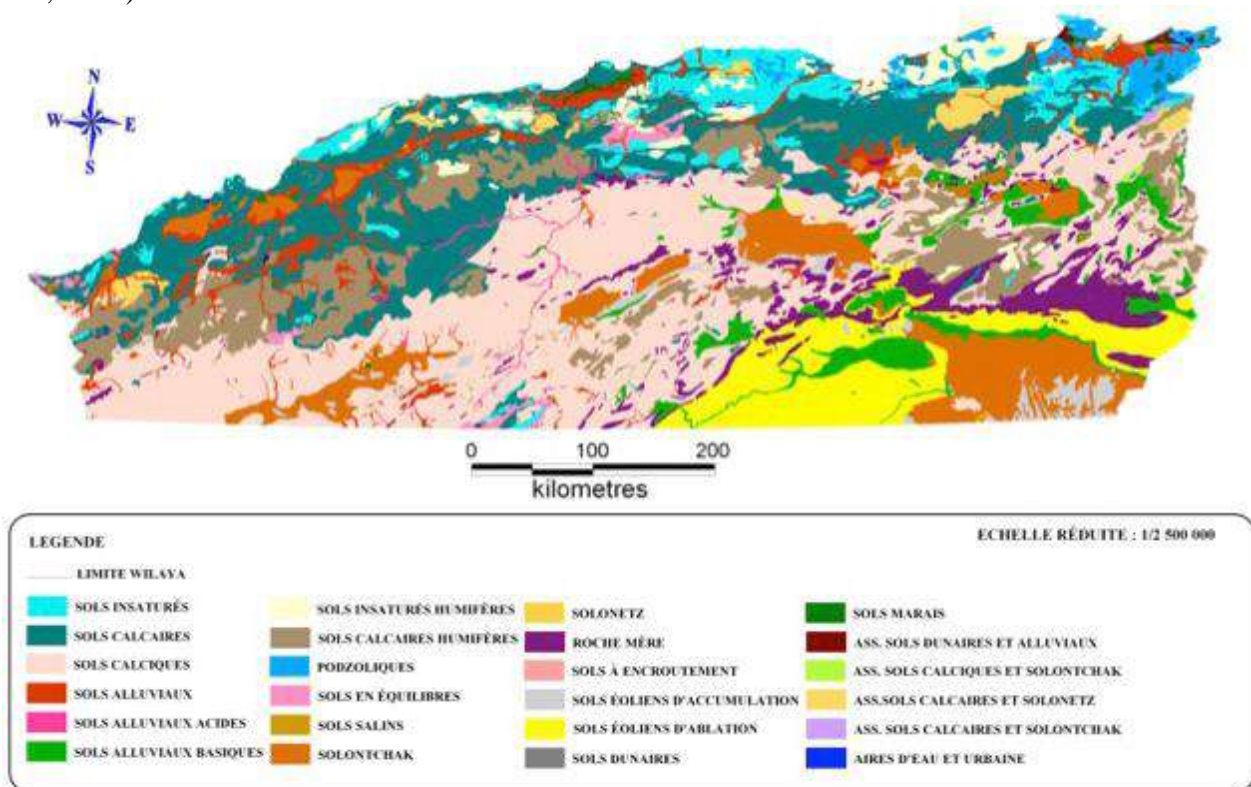 N
W E
S
0 100 200
kilometres
LEGENDE
ECHELLE RÉDUITE : 1/2 500 000
LIMITE WILAYA
SOLS INSATURÉS
SOLS CALCAIRES
SOLS CALCIQUES
SOLS ALLUVIAUX
SOLS ALLUVIAUX ACIDES
SOLS ALLUVIAUX BASIQUES
SOLS INSATURÉS HUMIFÈRES
SOLS CALCAIRES HUMIFÈRES
PODZOLIQUES
SOLS EN ÉQUILIBRES
SOLS SALINS
SOLONTCHAK
SOLONETZ
ROCHE MÈRE
SOLS À ENCROUTEMENT
SOLS ÉOLIENS D'ACCUMULATION
SOLS ÉOLIENS D'ABLATION
SOLS DUNAIRES
SOLS MARAIS
ASS. SOLS DUNAIRES ET ALLUVIAUX
ASS. SOLS CALCIQUES ET SOLONTCHAK
ASS.SOLS CALCAIRES ET SOLONETZ
ASS. SOLS CALCAIRES ET SOLONTCHAK
AIRES D'EAU ET URBAINE